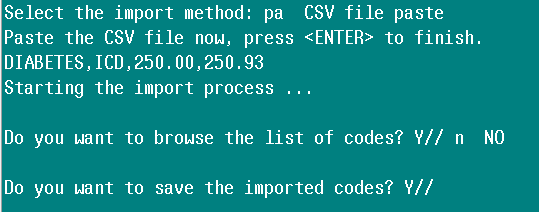 Select the import method: pa  CSV file paste
Paste the CSV file now, press <ENTER> to finish.
DIABETES,ICD,250.00,250.93
Starting the import process ...
Do you want to browse the list of codes? Y// n  NO
Do you want to save the imported codes? Y//